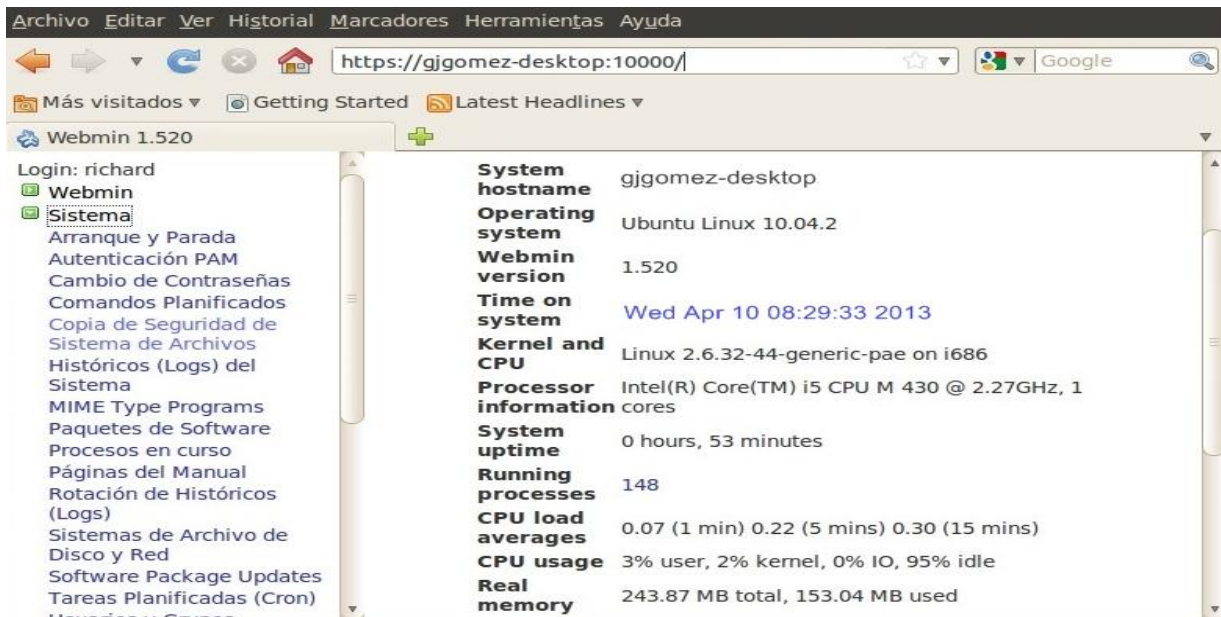 Archivo Editar Ver Historial Marcadores Herramientas Ayuda
https://gjgomez-desktop:10000/
Google
Más visitados Getting Started Latest Headlines
Webmin 1.520
Login: richard
Webmin
Sistema
Arranque y Parada
Autenticación PAM
Cambio de Contraseñas
Comandos Planificados
Copia de Seguridad de
Sistema de Archivos
Históricos (Logs) del
Sistema
MIME Type Programs
Paquetes de Software
Procesos en curso
Páginas del Manual
Rotación de Históricos
(Logs)
Sistemas de Archivo de
Disco y Red
Software Package Updates
Tareas Planificadas (Cron)
System
hostname
gjgomez-desktop
Operating
system
Ubuntu Linux 10.04.2
Webmin
version
1.520
Time on
system
Wed Apr 10 08:29:33 2013
Kernel and
CPU
Linux 2.6.32-44-generic-pae on i686
Processor
information
Intel(R) Core(TM) i5 CPU M 430 @ 2.27GHz, 1
cores
System
uptime
0 hours, 53 minutes
Running
processes
148
CPU load
averages
0.07 (1 min) 0.22 (5 mins) 0.30 (15 mins)
CPU usage
3% user, 2% kernel, 0% IO, 95% idle
Real
memory
243.87 MB total, 153.04 MB used